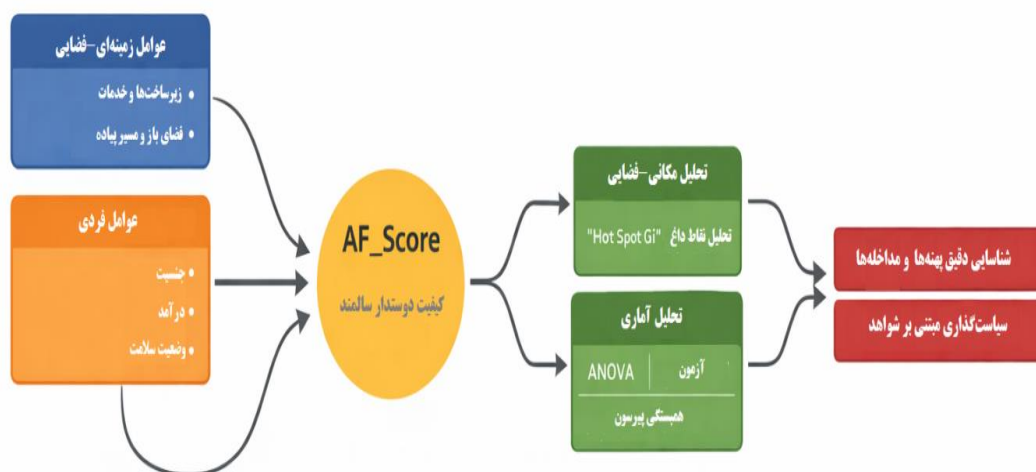 عوامل زمینه‌ای-فضایی
• زیرساخت‌ها و خدمات
• فضای باز و مسیر پیاده
عوامل فردی
• جنسیت
• درآمد
• وضعیت سلامت
AF_Score
کیفیت دوستدار سالمند
تحلیل مکانی-فضایی
تحلیل نقاط داغ "Hot Spot Gi"
تحلیل آماری
آزمون ANOVA
همبستگی پیرسون
شناسایی دقیق پهنه‌ها و مداخله‌ها
سیاست‌گذاری مبتنی بر شواهد